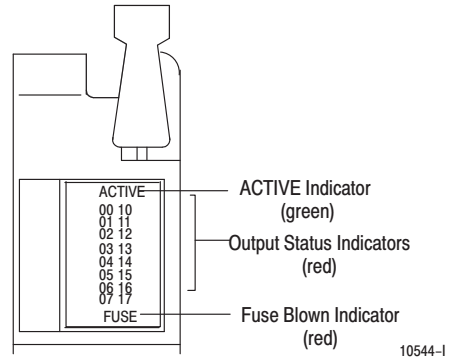 ACTIVE
00 10
01 11
02 12
03 13
04 14
05 15
06 16
07 17
FUSE
ACTIVE Indicator
(green)
Output Status Indicators
(red)
Fuse Blown Indicator
(red)
10544-I